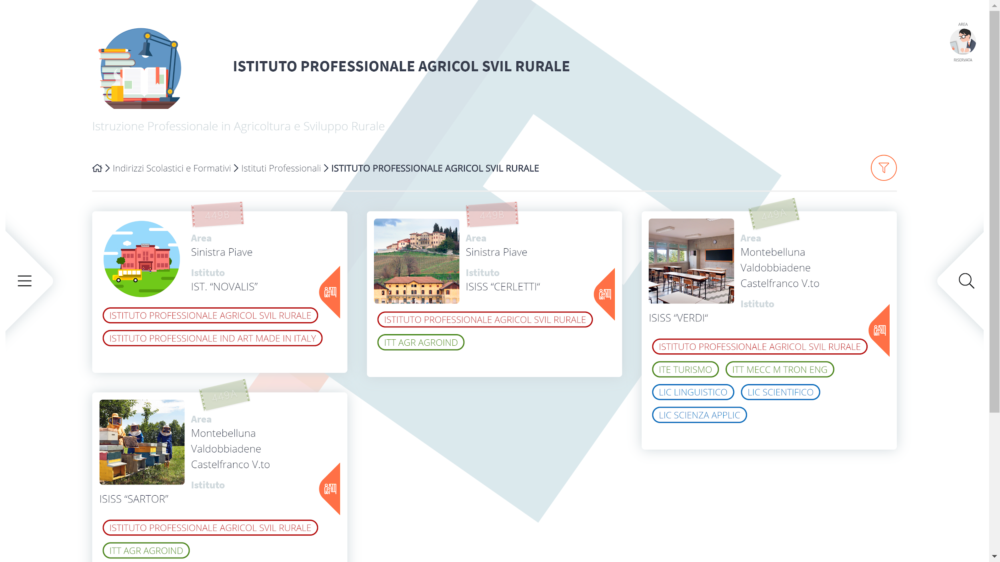 AREA
RISERVATA
ISTITUTO PROFESSIONALE AGRICOL SVIL RURALE
Istruzione Professionale in Agricoltura e Sviluppo Rurale
Indirizzi Scolastici e Formativi > Istituti Professionali > ISTITUTO PROFESSIONALE AGRICOL SVIL RURALE
449B
School
Area
Sinistra Piave
Istituto
IST. “NOVALIS”
ISTITUTO PROFESSIONALE AGRICOL SVIL RURALE
ISTITUTO PROFESSIONALE IND ART MADE IN ITALY
449B
Area
Sinistra Piave
Istituto
ISISS “CERLETTI“
ISTITUTO PROFESSIONALE AGRICOL SVIL RURALE
ITT AGR AGROIND
449A
Area
Montebelluna
Valdobbiadene
Castelfranco V.to
Istituto
ISISS “VERDI“
ISTITUTO PROFESSIONALE AGRICOL SVIL RURALE
ITE TURISMO ITT MECC M TRON ENG
LIC LINGUISTICO LIC SCIENTIFICO
LIC SCIENZA APPLIC
449A
Area
Montebelluna
Valdobbiadene
Castelfranco V.to
Istituto
ISISS “SARTOR”
ISTITUTO PROFESSIONALE AGRICOL SVIL RURALE
ITT AGR AGROIND